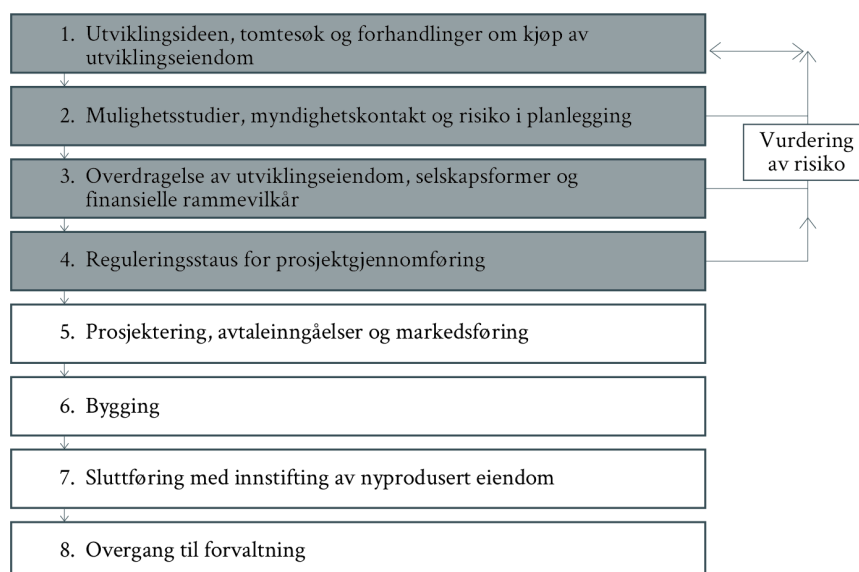 1. Utviklingsideen, tomtesøk og forhandlinger om kjøp av
utviklingseiendom
2. Mulighetsstudier, myndighetskontakt og risiko i planlegging
3. Overdragelse av utviklingseiendom, selskapsformer og
finansielle rammevilkår
4. Reguleringsstaus for prosjektgjennomføring
5. Prosjektering, avtaleinngåelser og markedsføring
6. Bygging
7. Sluttføring med innstifting av nyprodusert eiendom
8. Overgang til forvaltning
Vurdering
av risiko